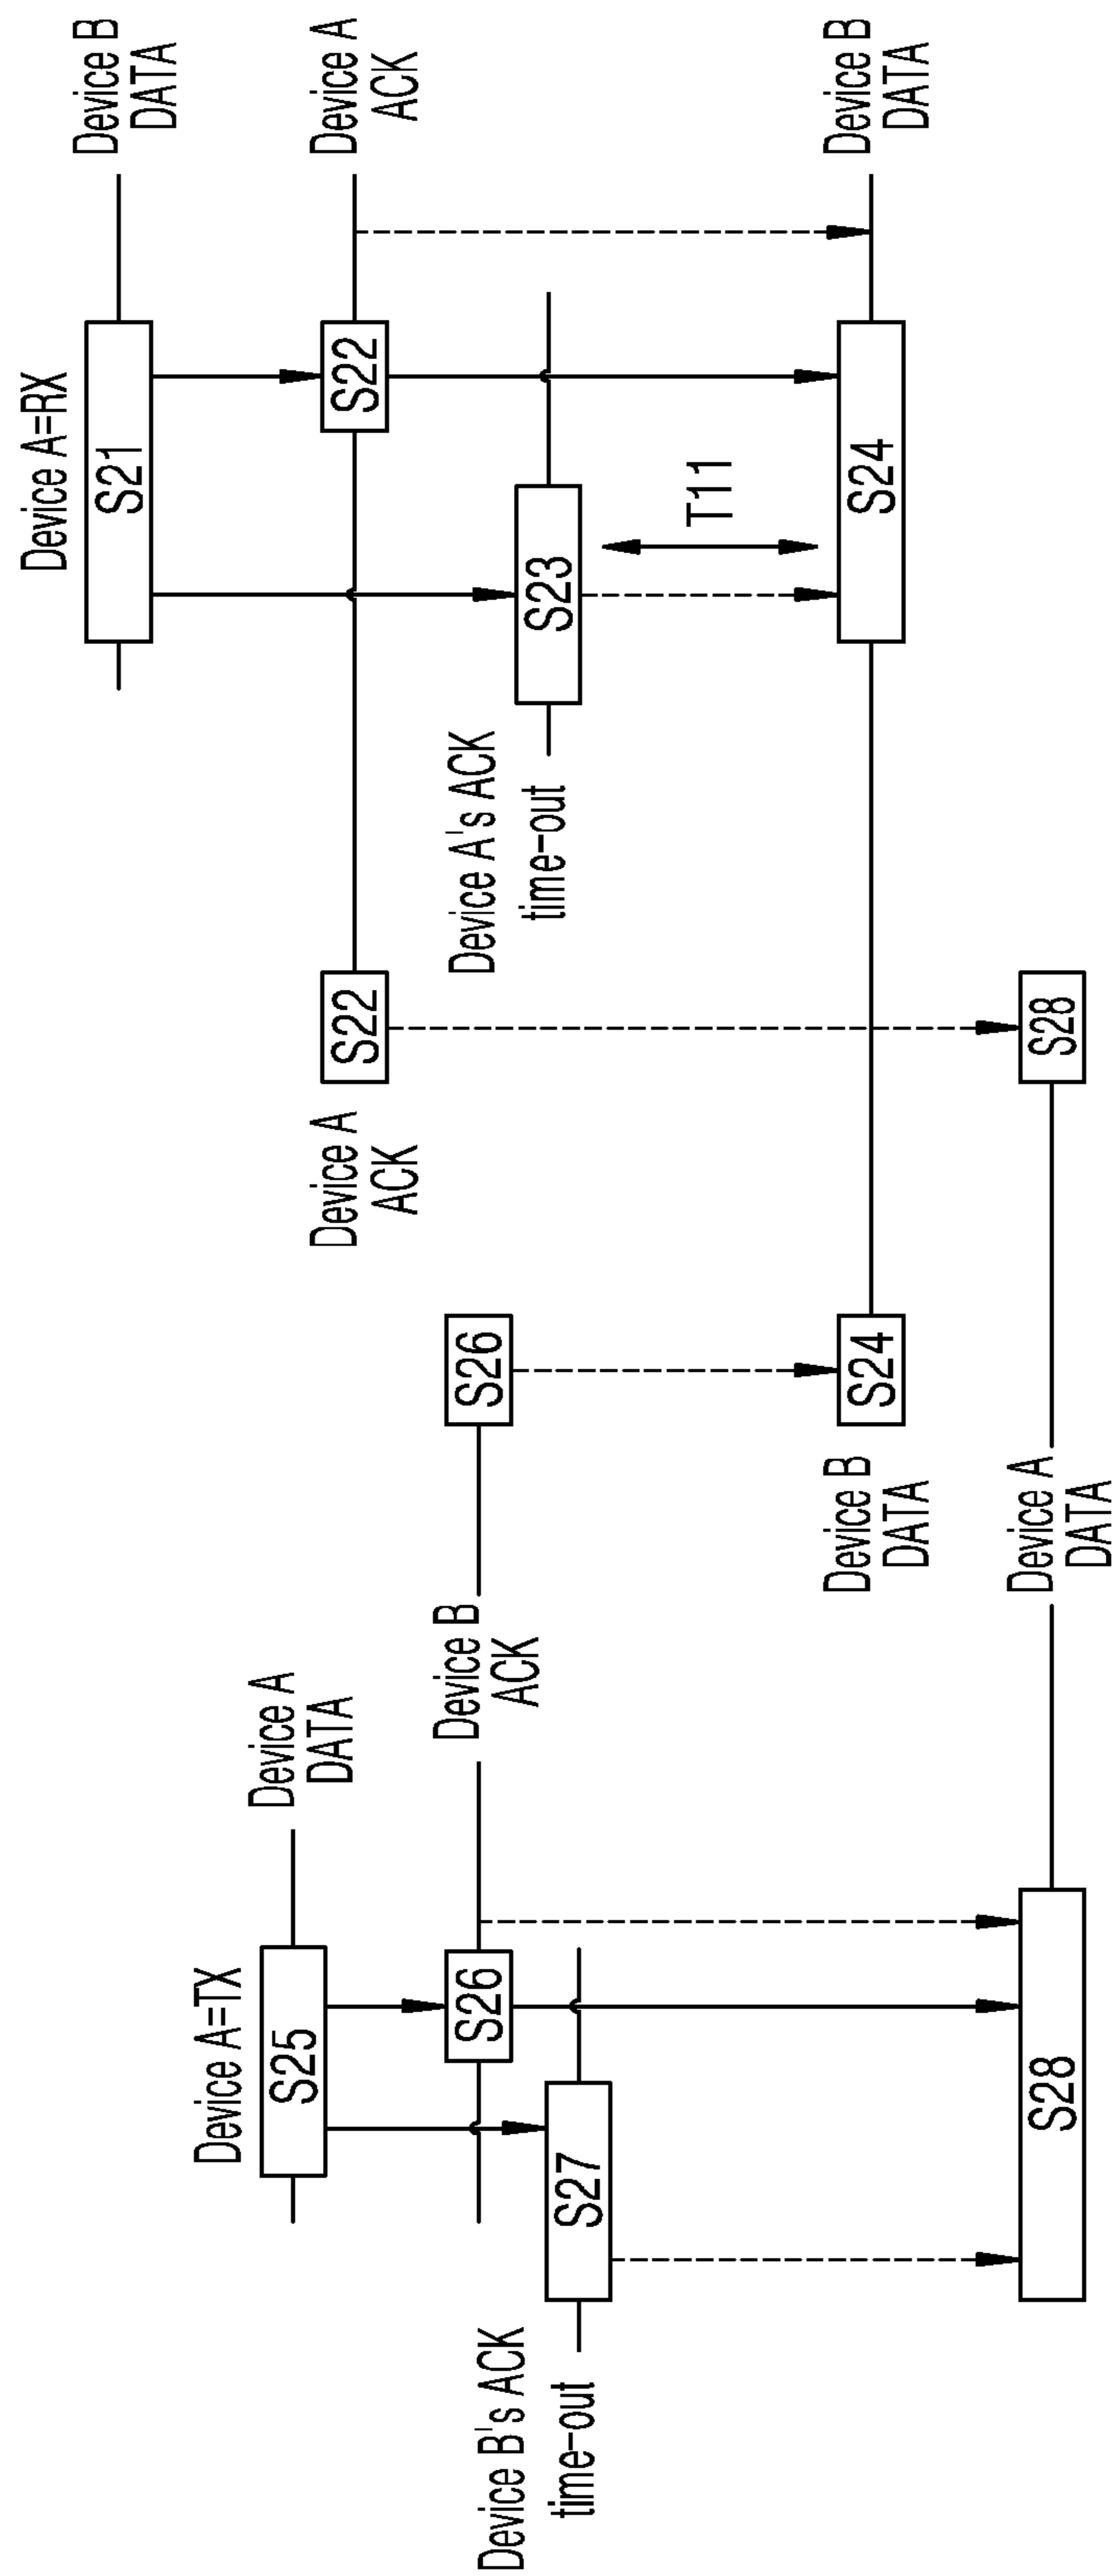 Device A=RX
S21
Device B
DATA
Device A=TX
S25
Device A
DATA
Device A
ACK
S22
S22
Device A
ACK
S26
Device B
ACK
S26
Device A's ACK
time-out
S23
Device B's ACK
time-out
S27
T11
Device B
DATA
S24
S24
Device B
DATA
S28
Device A
DATA
S28